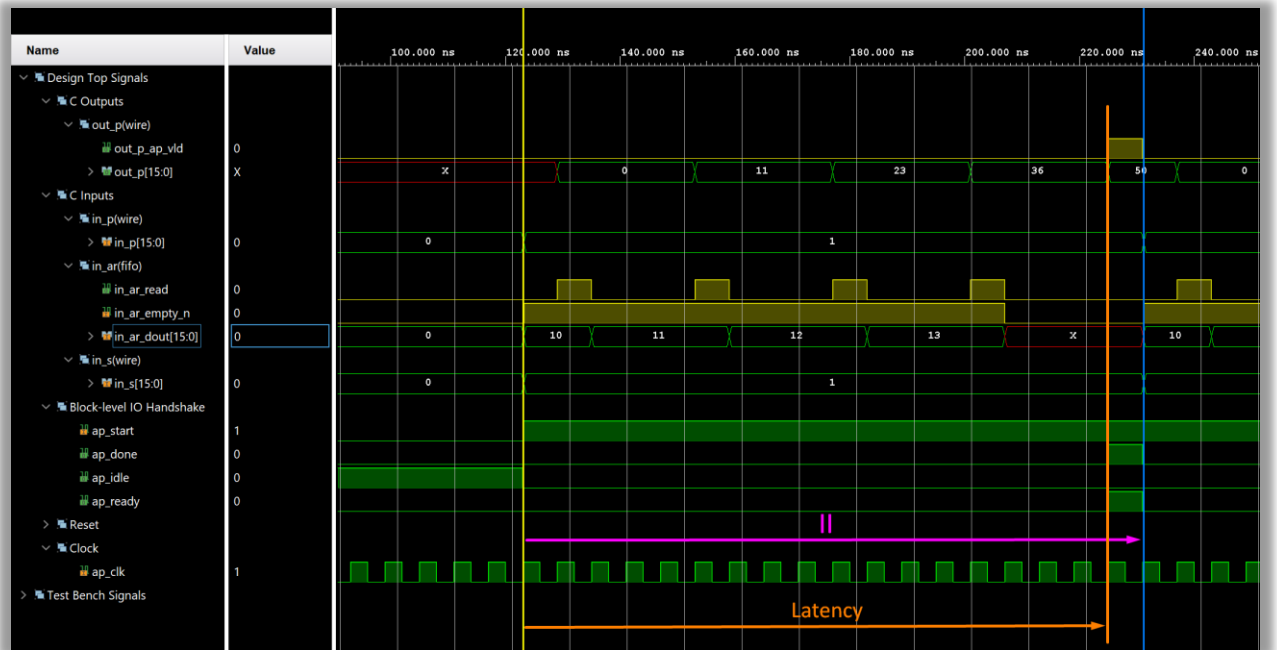 Name Value
100.000 ns 120.000 ns 140.000 ns 160.000 ns 180.000 ns 200.000 ns 220.000 ns 240.000 ns
Design Top Signals
C Outputs
out_p(wire)
out_p_ap_vld 0
out_p[15:0] X X 0 11 23 36 50 0
C Inputs
in_p(wire)
in_p[15:0] 0 0 1
in_ar(fifo)
in_ar_read 0
in_ar_empty_n 0
in_ar_dout[15:0] 0 0 10 11 12 13 X 10
in_s(wire)
in_s[15:0] 0 0 1
Block-level IO Handshake
ap_start 1
ap_done 0
ap_idle 0
ap_ready 0
Reset II
Clock
ap_clk 1
Test Bench Signals
Latency